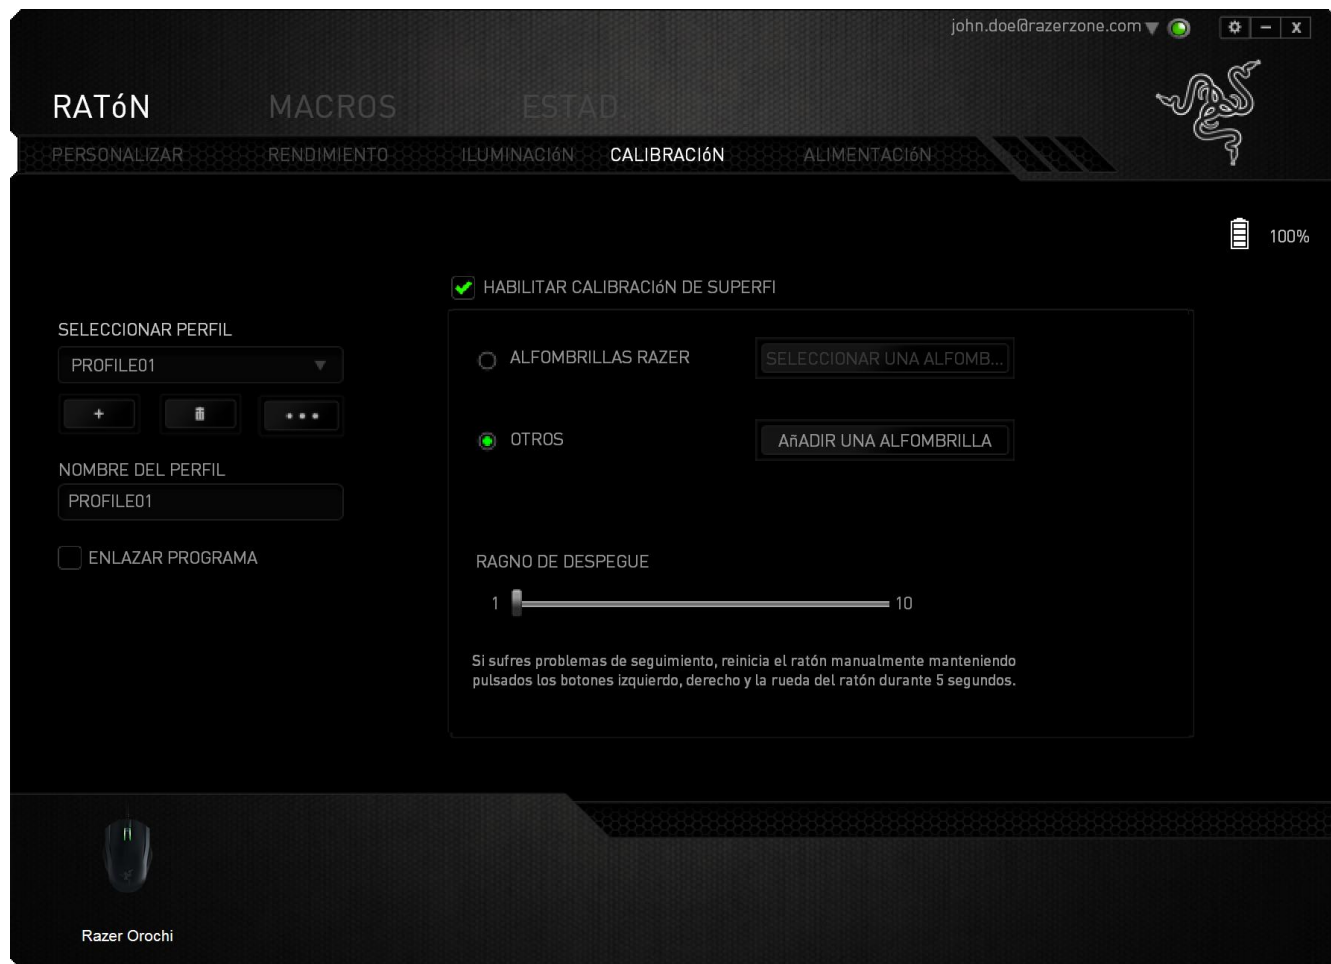 john.doe@razerzone.com
X
RATóN MACROS ESTAD.
PERSONALIZAR RENDIMIENTO ILUMINACIóN CALIBRACIóN ALIMENTACIóN
100%
HABILITAR CALIBRACIóN DE SUPERFI
SELECCIONAR PERFIL
PROFILE01
NOMBRE DEL PERFIL
PROFILE01
ENLAZAR PROGRAMA
ALFOMBRILLAS RAZER SELECCIONAR UNA ALFOMB...
OTROS AñADIR UNA ALFOMBRILLA
RAGNO DE DESPEGUE
1 10
Si sufres problemas de seguimiento, reinicia el ratón manualmente manteniendo
pulsados los botones izquierdo, derecho y la rueda del ratón durante 5 segundos.
Razer Orochi